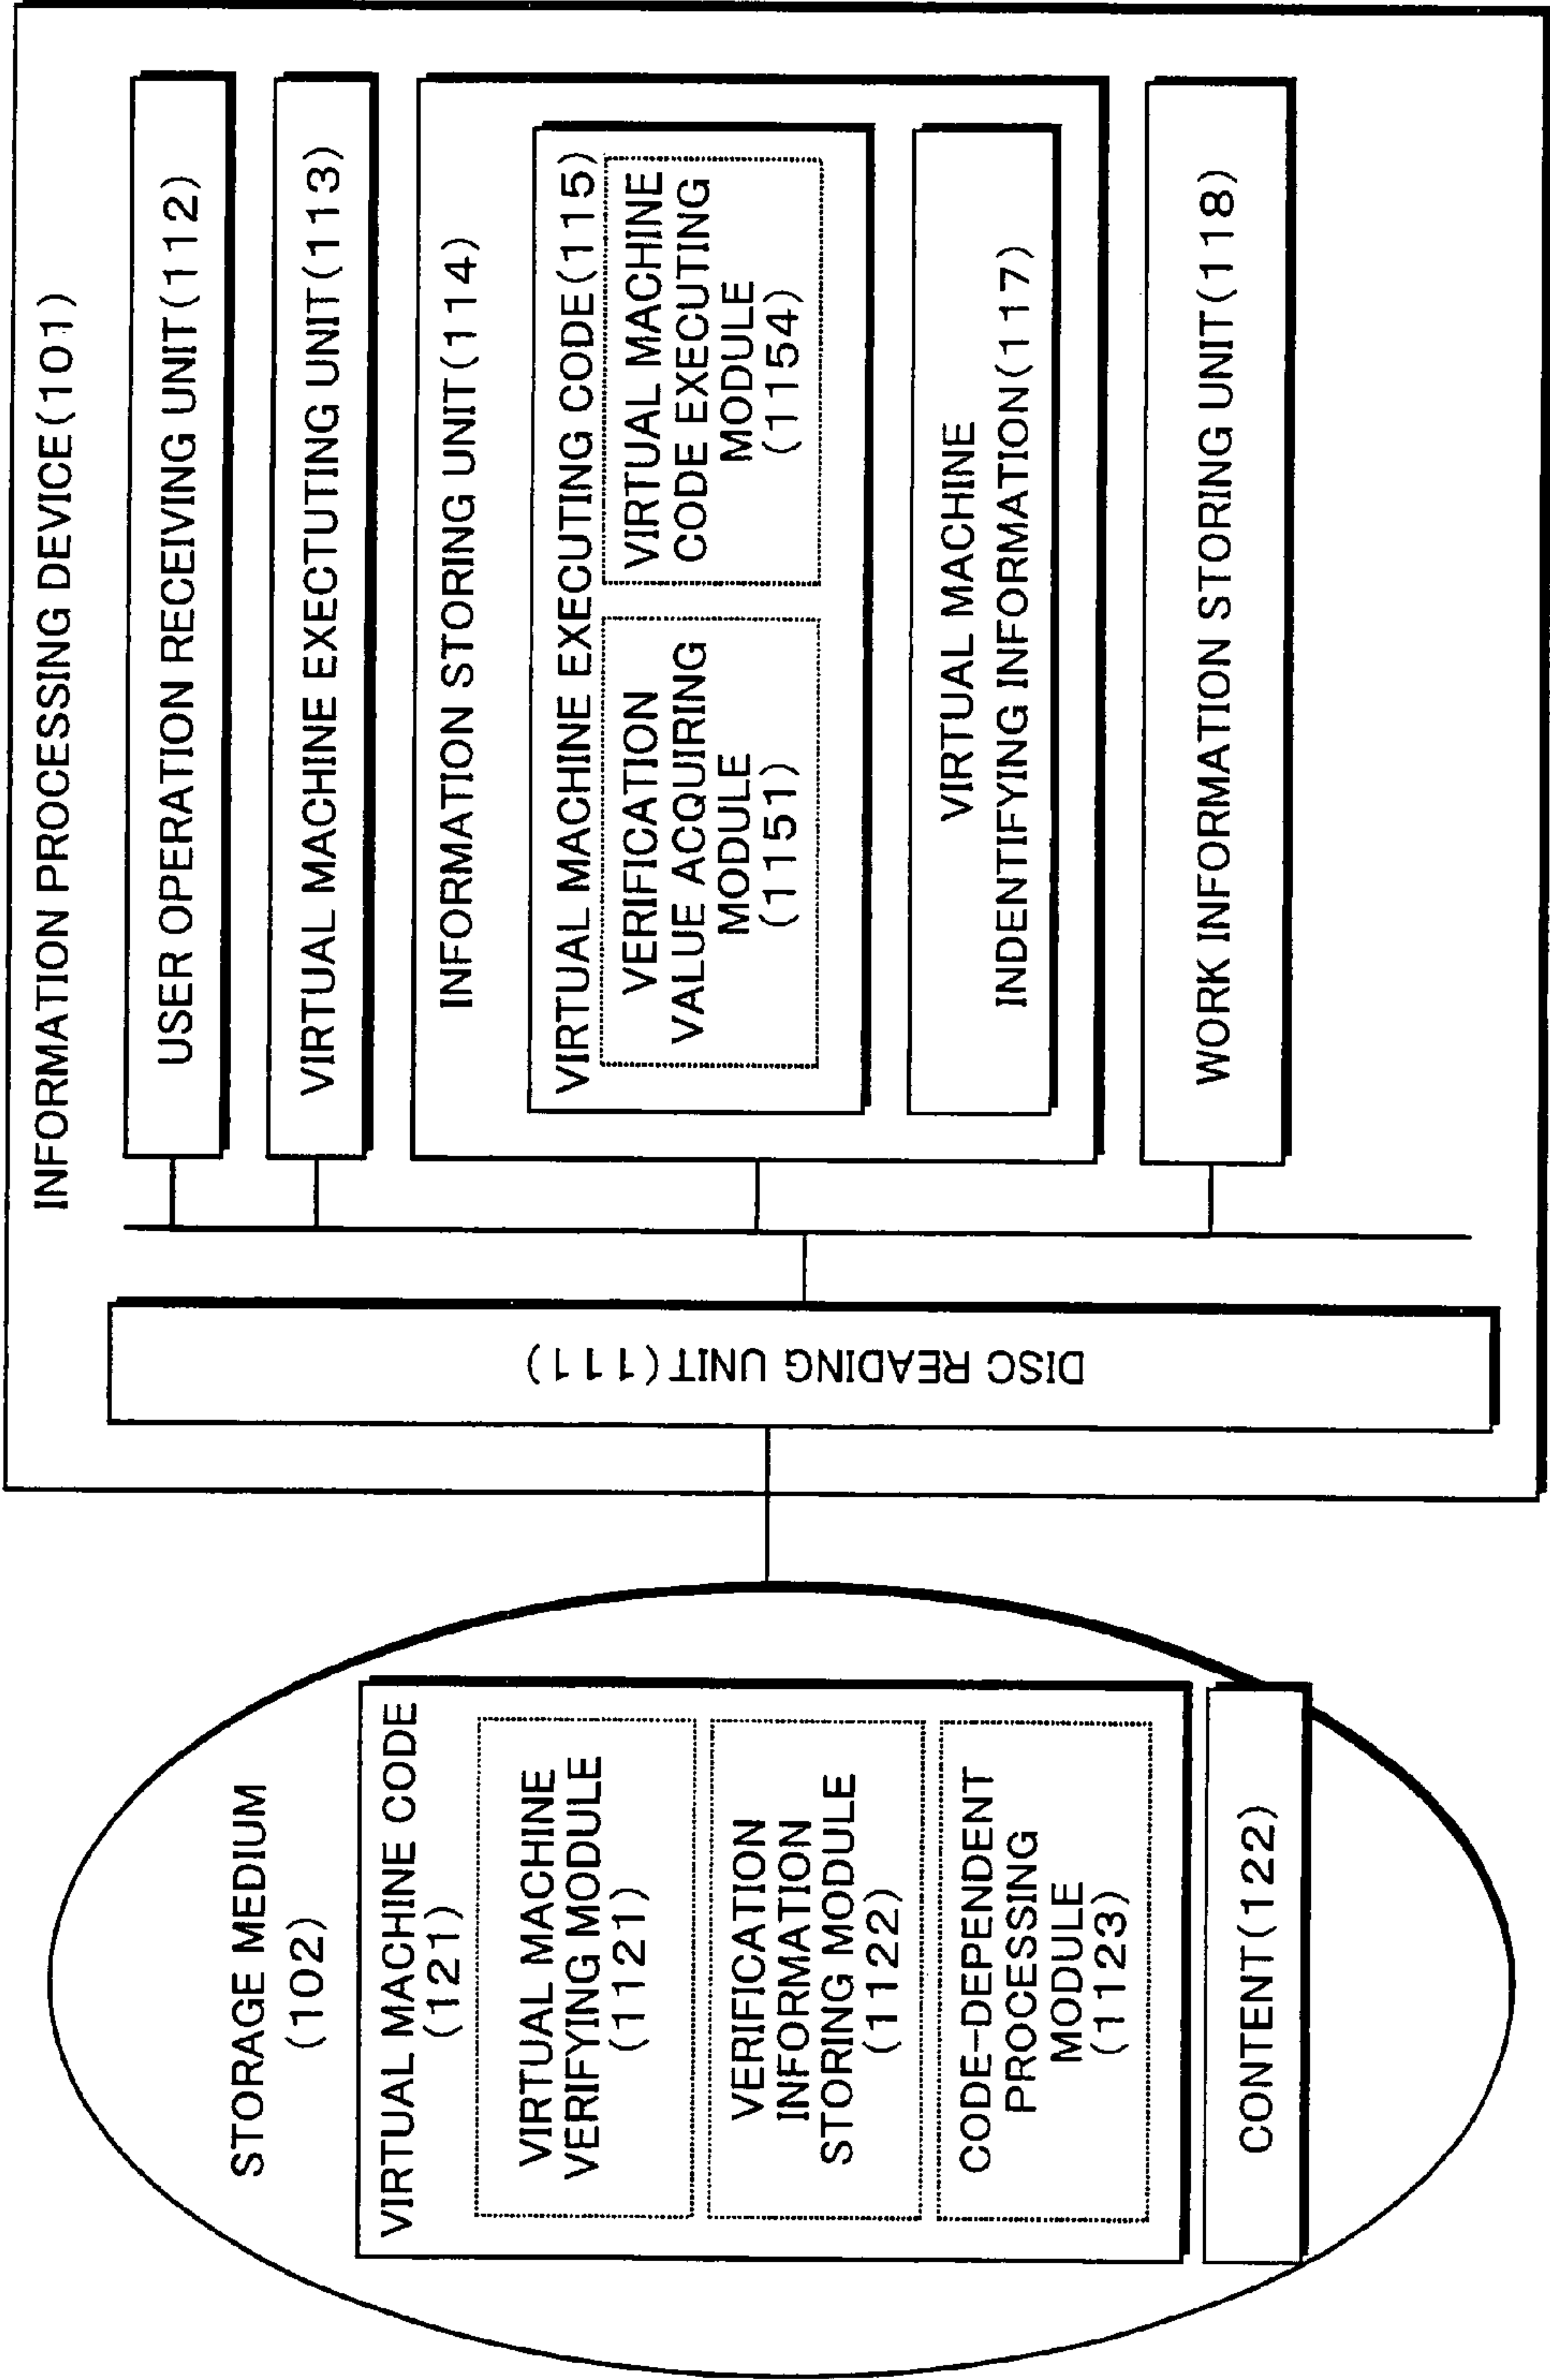 STORAGE MEDIUM
(102)
VIRTUAL MACHINE CODE
(121)
VIRTUAL MACHINE
VERIFYING MODULE
(1121)
VERIFICATION
INFORMATION
STORING MODULE
(1122)
CODE-DEPENDENT
PROCESSING
MODULE
(1123)
CONTENT(122)
INFORMATION PROCESSING DEVICE(101)
DISC READING UNIT(111)
USER OPERATION RECEIVING UNIT(112)
VIRTUAL MACHINE EXECTUTING UNIT(113)
INFORMATION STORING UNIT(114)
VIRTUAL MACHINE EXECUTING CODE(115)
VERIFICATION
VALUE ACQUIRING
MODULE
(1151)
VIRTUAL MACHINE
CODE EXECUTING
MODULE
(1154)
VIRTUAL MACHINE
INDENTIFYING INFORMATION(117)
WORK INFORMATION STORING UNIT(118)